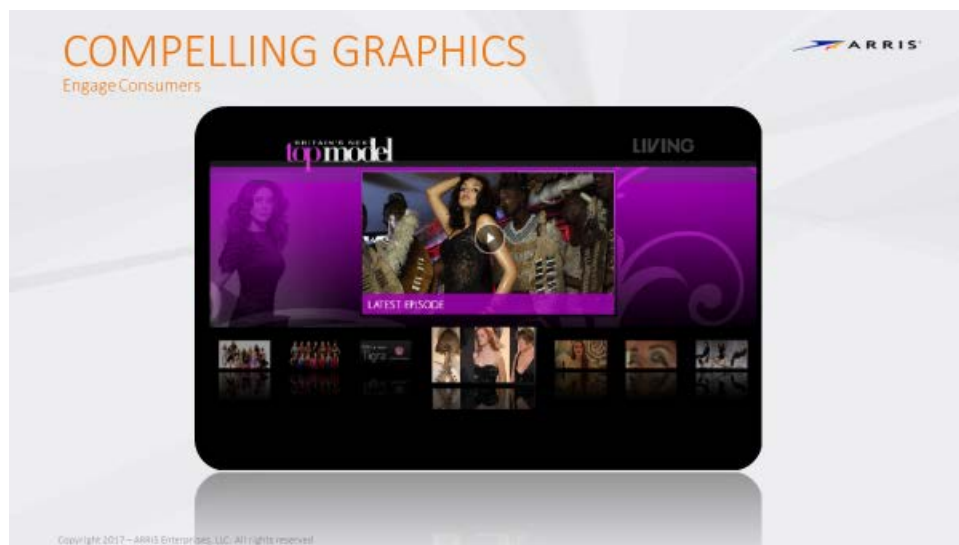 COMPELLING GRAPHICS
Engage Consumers
ARRIS
BRITAIN'S NEXT
top model
LIVING
LATEST EPISODE
Tigra
Copyright 2017 – ARRIS Enterprises, LLC. All rights reserved